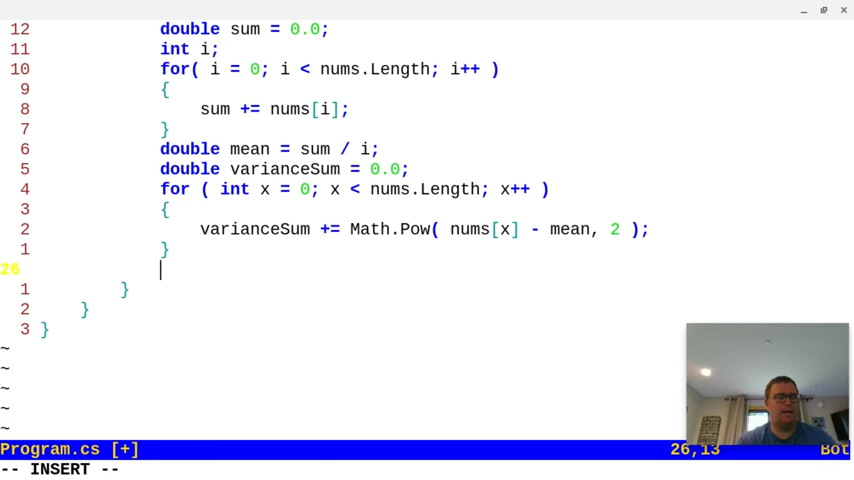 12 double sum = 0.0;
11 int i;
10 for( i = 0; i < nums.Length; i++ )
9 {
8 sum += nums[i];
7 }
6 double mean = sum / i;
5 double varianceSum = 0.0;
4 for ( int x = 0; x < nums.Length; x++ )
3 {
2 varianceSum += Math.Pow( nums[x] - mean, 2 );
1 }
26
1 }
2 }
3 }
~
~
~
~
~
Program.cs [+] 26,13 Bot
-- INSERT --